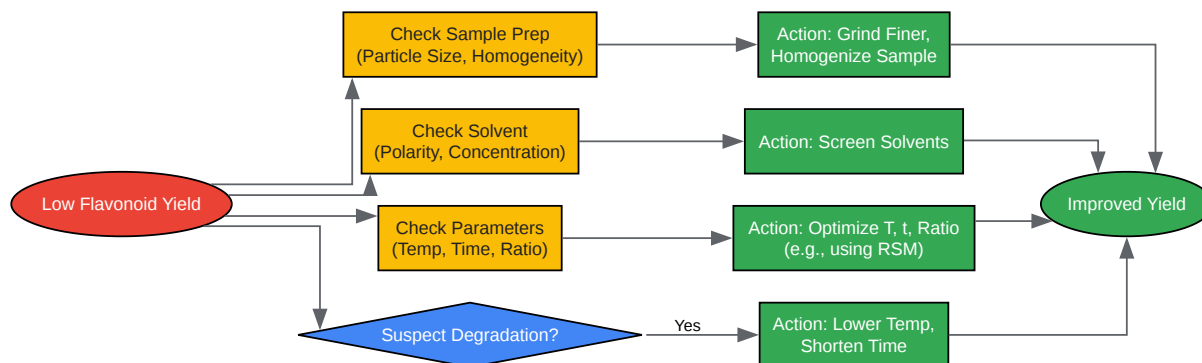 Check Sample Prep
(Particle Size, Homogeneity)
Action: Grind Finer,
Homogenize Sample
Check Solvent
(Polarity, Concentration)
Action: Screen Solvents
Low Flavonoid Yield
Improved Yield
Check Parameters
(Temp, Time, Ratio)
Action: Optimize T, t, Ratio
(e.g., using RSM)
Suspect Degradation?
Yes
Action: Lower Temp,
Shorten Time